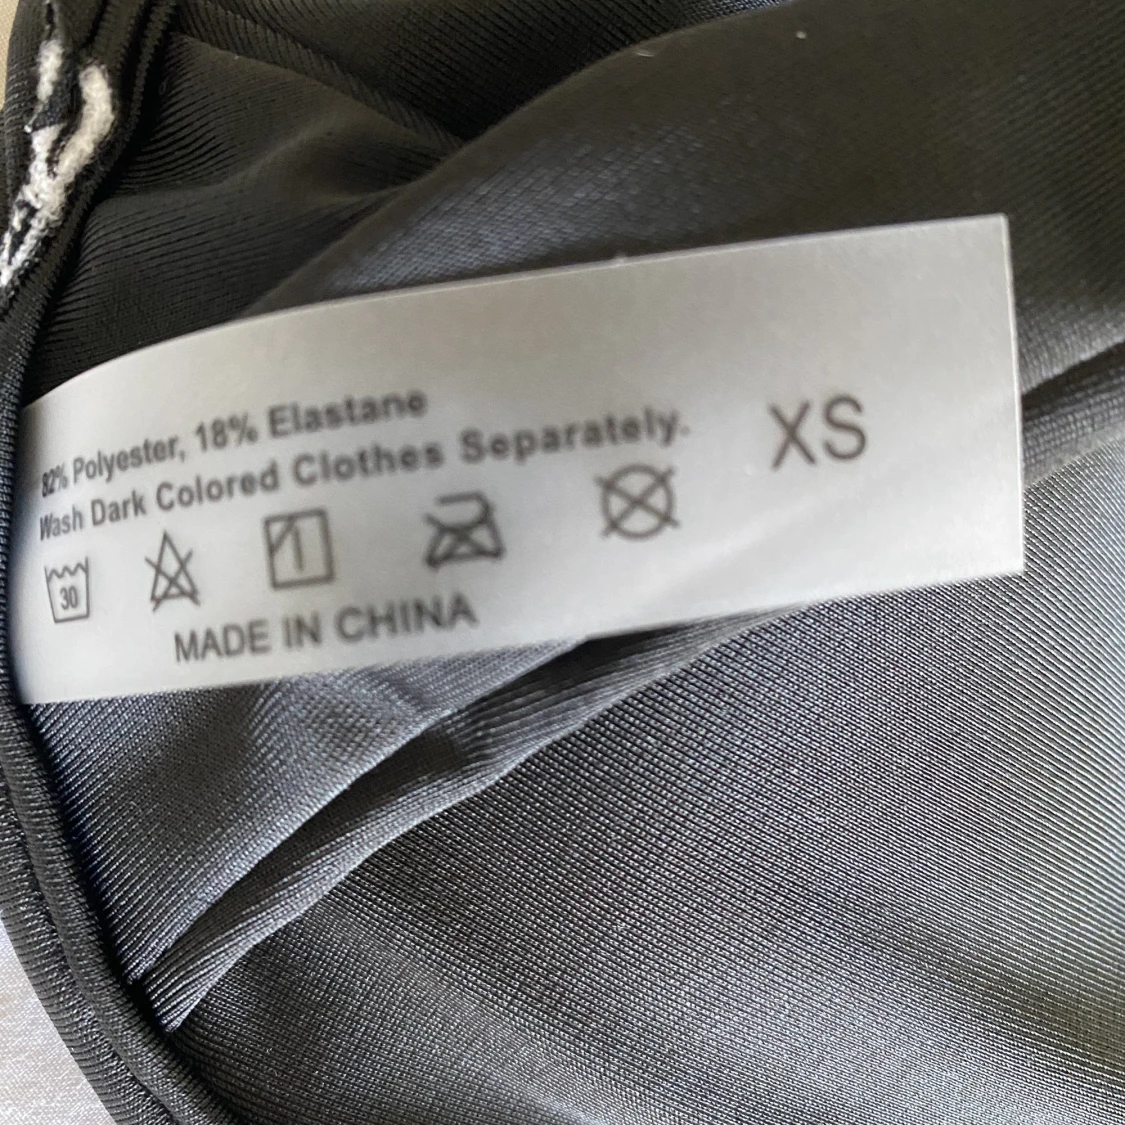 82% Polyester, 18% Elastane
Wash Dark Colored Clothes Separately.
XS
30
MADE IN CHINA